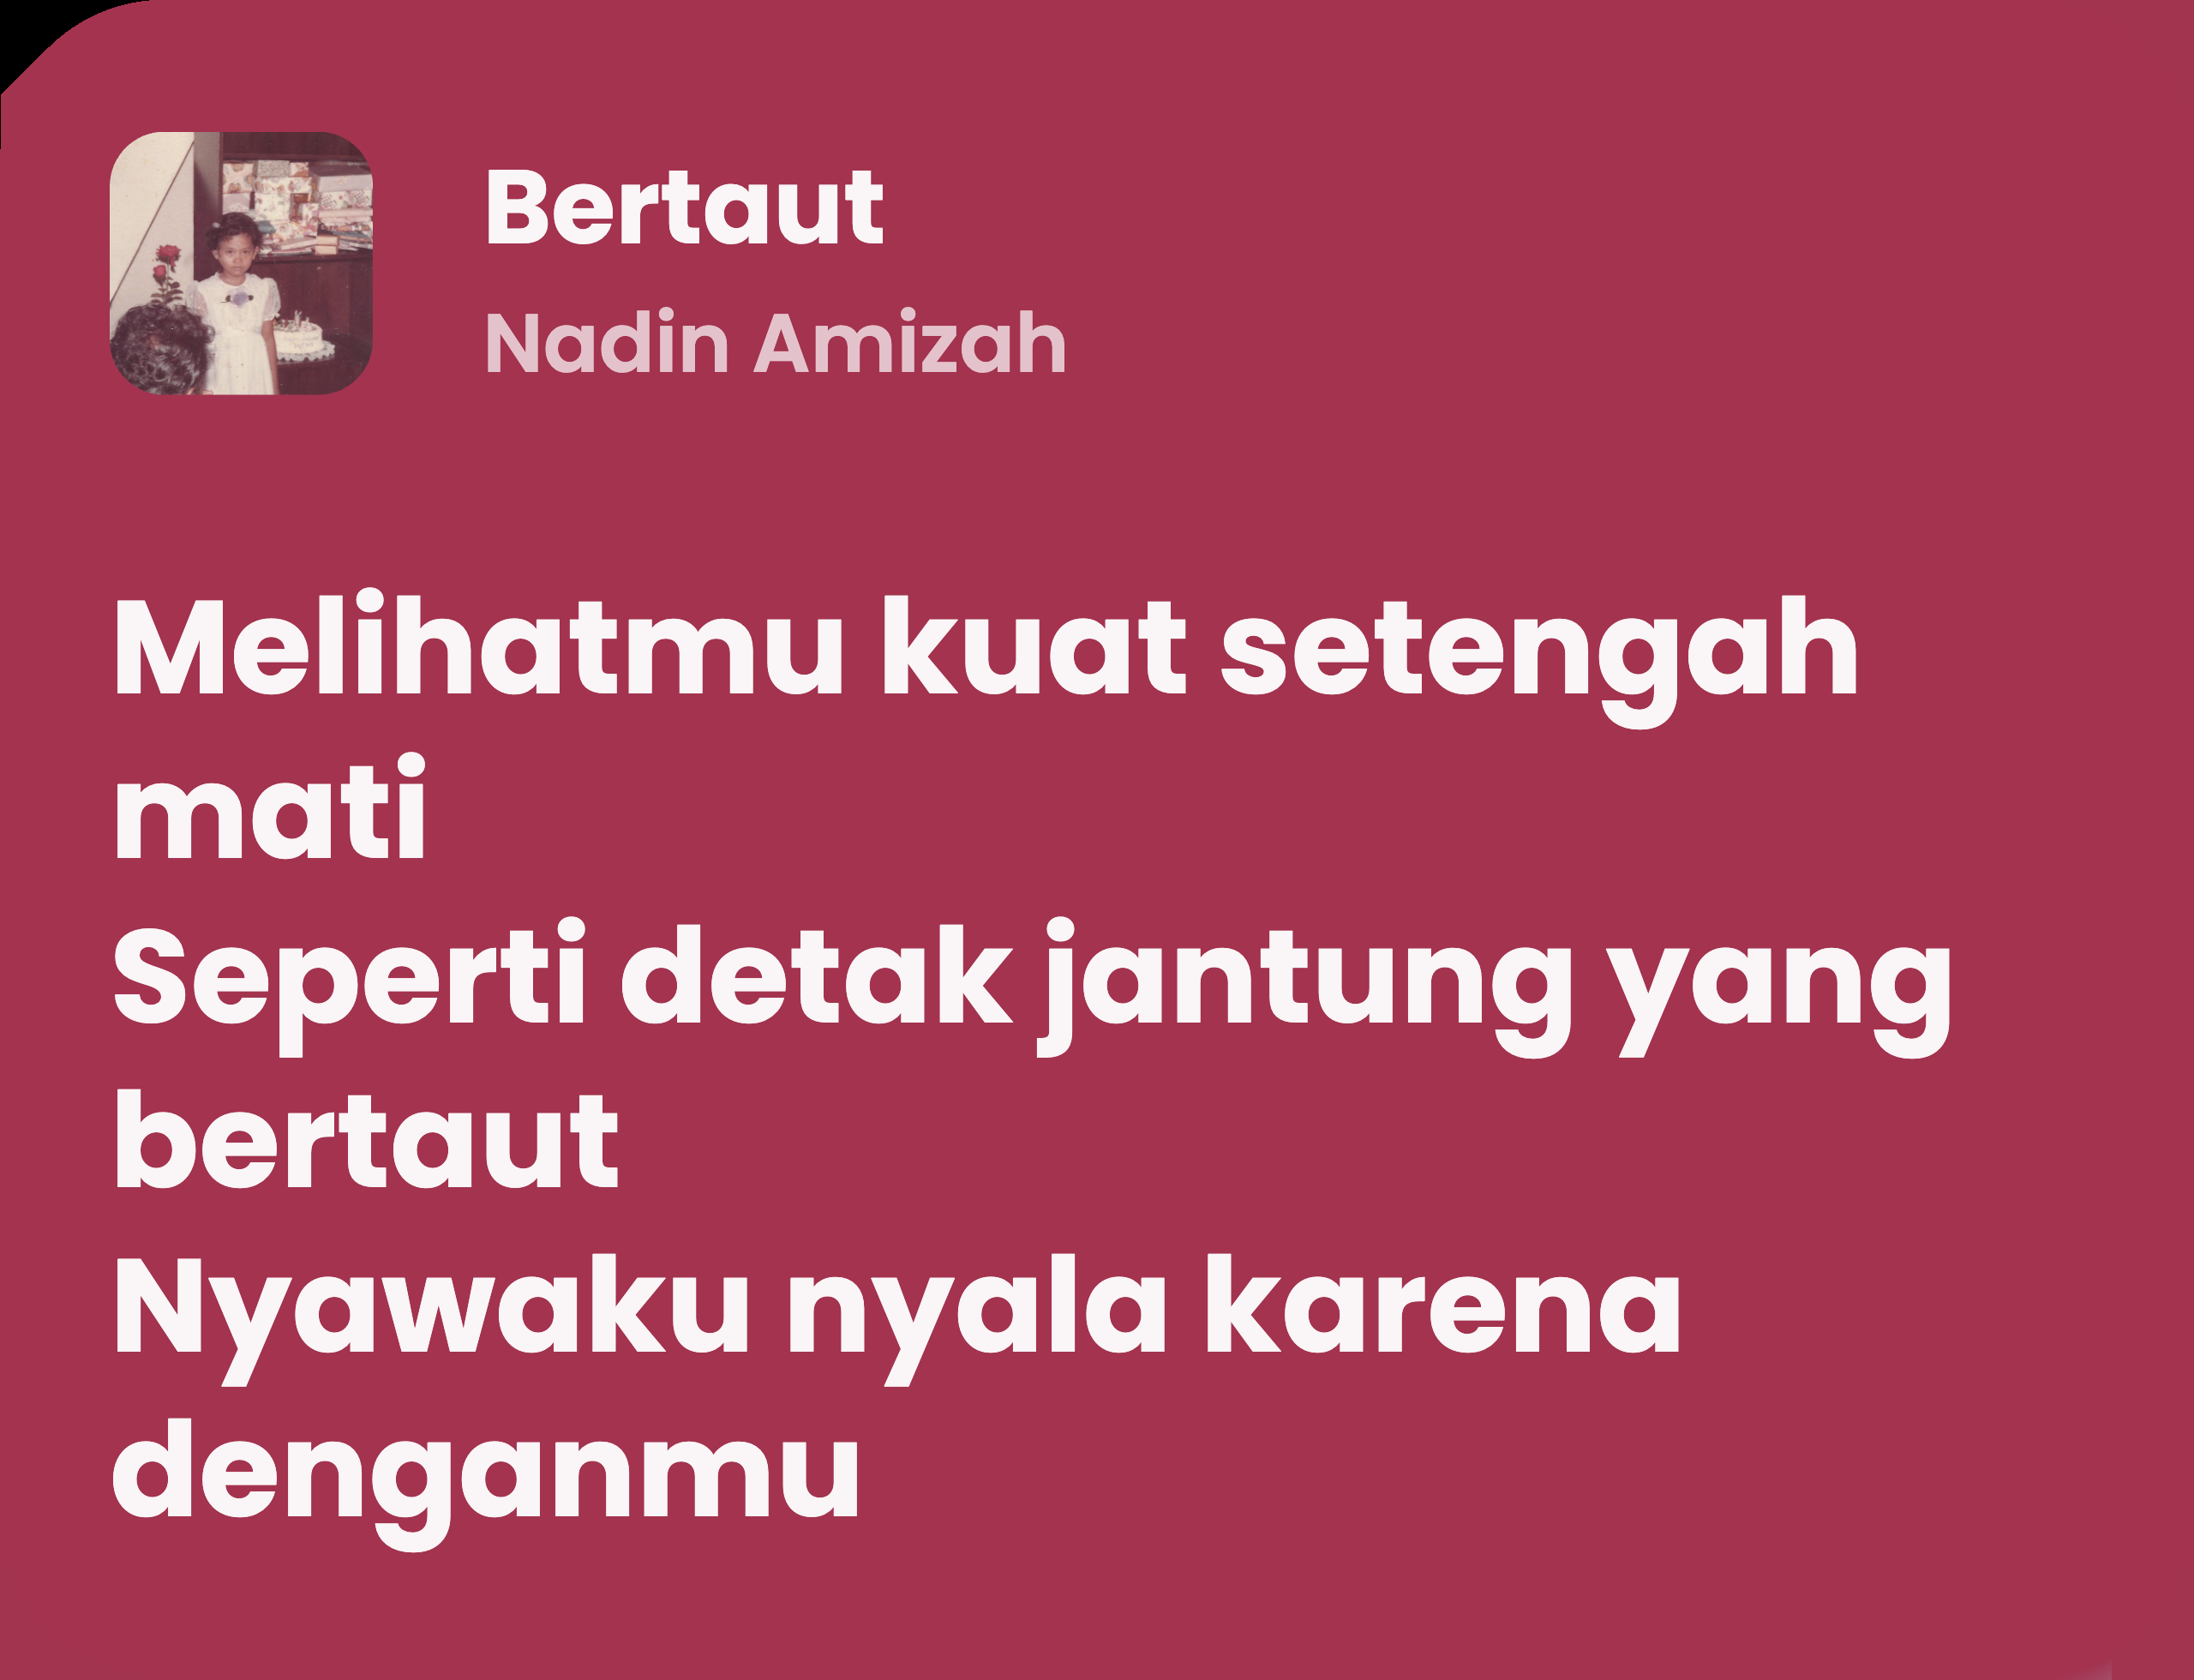 Bertaut
Nadin Amizah
Melihatmu kuat setengah
mati
Seperti detak jantung yang
bertaut
Nyawaku nyala karena
denganmu